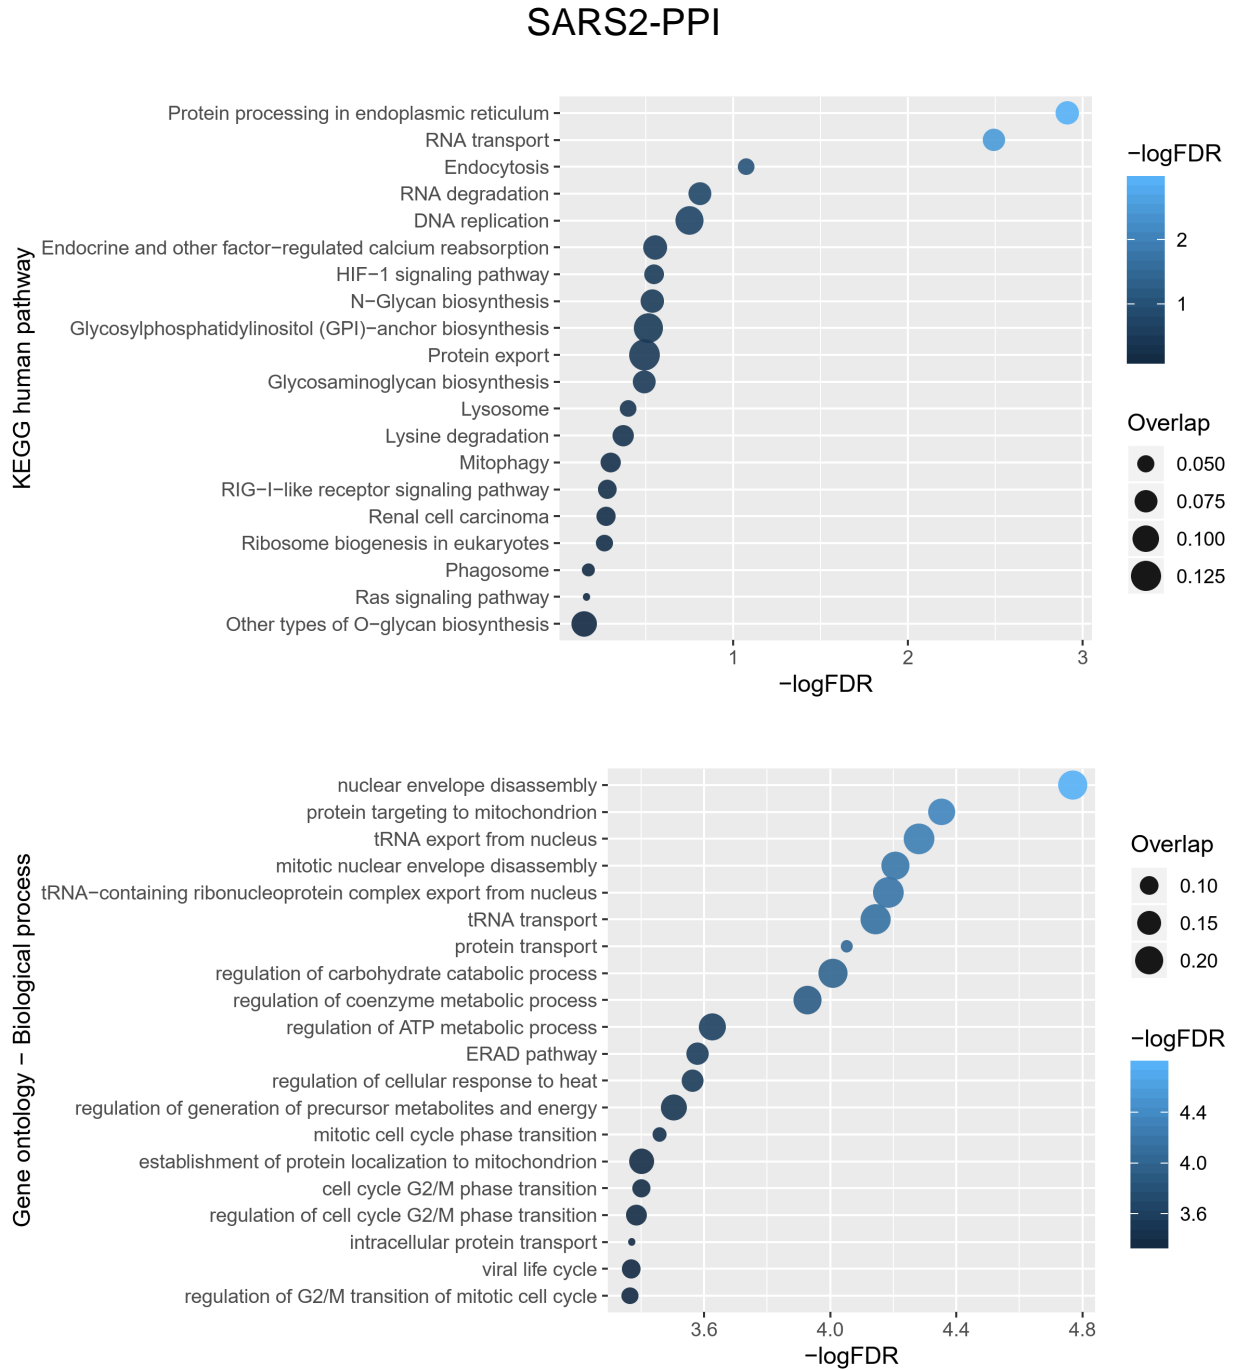 SARS2-PPI
KEGG human pathway
Protein processing in endoplasmic reticulum
RNA transport
Endocytosis
RNA degradation
DNA replication
Endocrine and other factor−regulated calcium reabsorption
HIF−1 signaling pathway
N−Glycan biosynthesis
Glycosylphosphatidylinositol (GPI)−anchor biosynthesis
Protein export
Glycosaminoglycan biosynthesis
Lysosome
Lysine degradation
Mitophagy
RIG−I−like receptor signaling pathway
Renal cell carcinoma
Ribosome biogenesis in eukaryotes
Phagosome
Ras signaling pathway
Other types of O−glycan biosynthesis
1 2 3
−logFDR
−logFDR
2
1
Overlap
0.050
0.075
0.100
0.125
Gene ontology − Biological process
nuclear envelope disassembly
protein targeting to mitochondrion
tRNA export from nucleus
mitotic nuclear envelope disassembly
tRNA−containing ribonucleoprotein complex export from nucleus
tRNA transport
protein transport
regulation of carbohydrate catabolic process
regulation of coenzyme metabolic process
regulation of ATP metabolic process
ERAD pathway
regulation of cellular response to heat
regulation of generation of precursor metabolites and energy
mitotic cell cycle phase transition
establishment of protein localization to mitochondrion
cell cycle G2/M phase transition
regulation of cell cycle G2/M phase transition
intracellular protein transport
viral life cycle
regulation of G2/M transition of mitotic cell cycle
3.6 4.0 4.4 4.8
−logFDR
Overlap
0.10
0.15
0.20
−logFDR
4.4
4.0
3.6